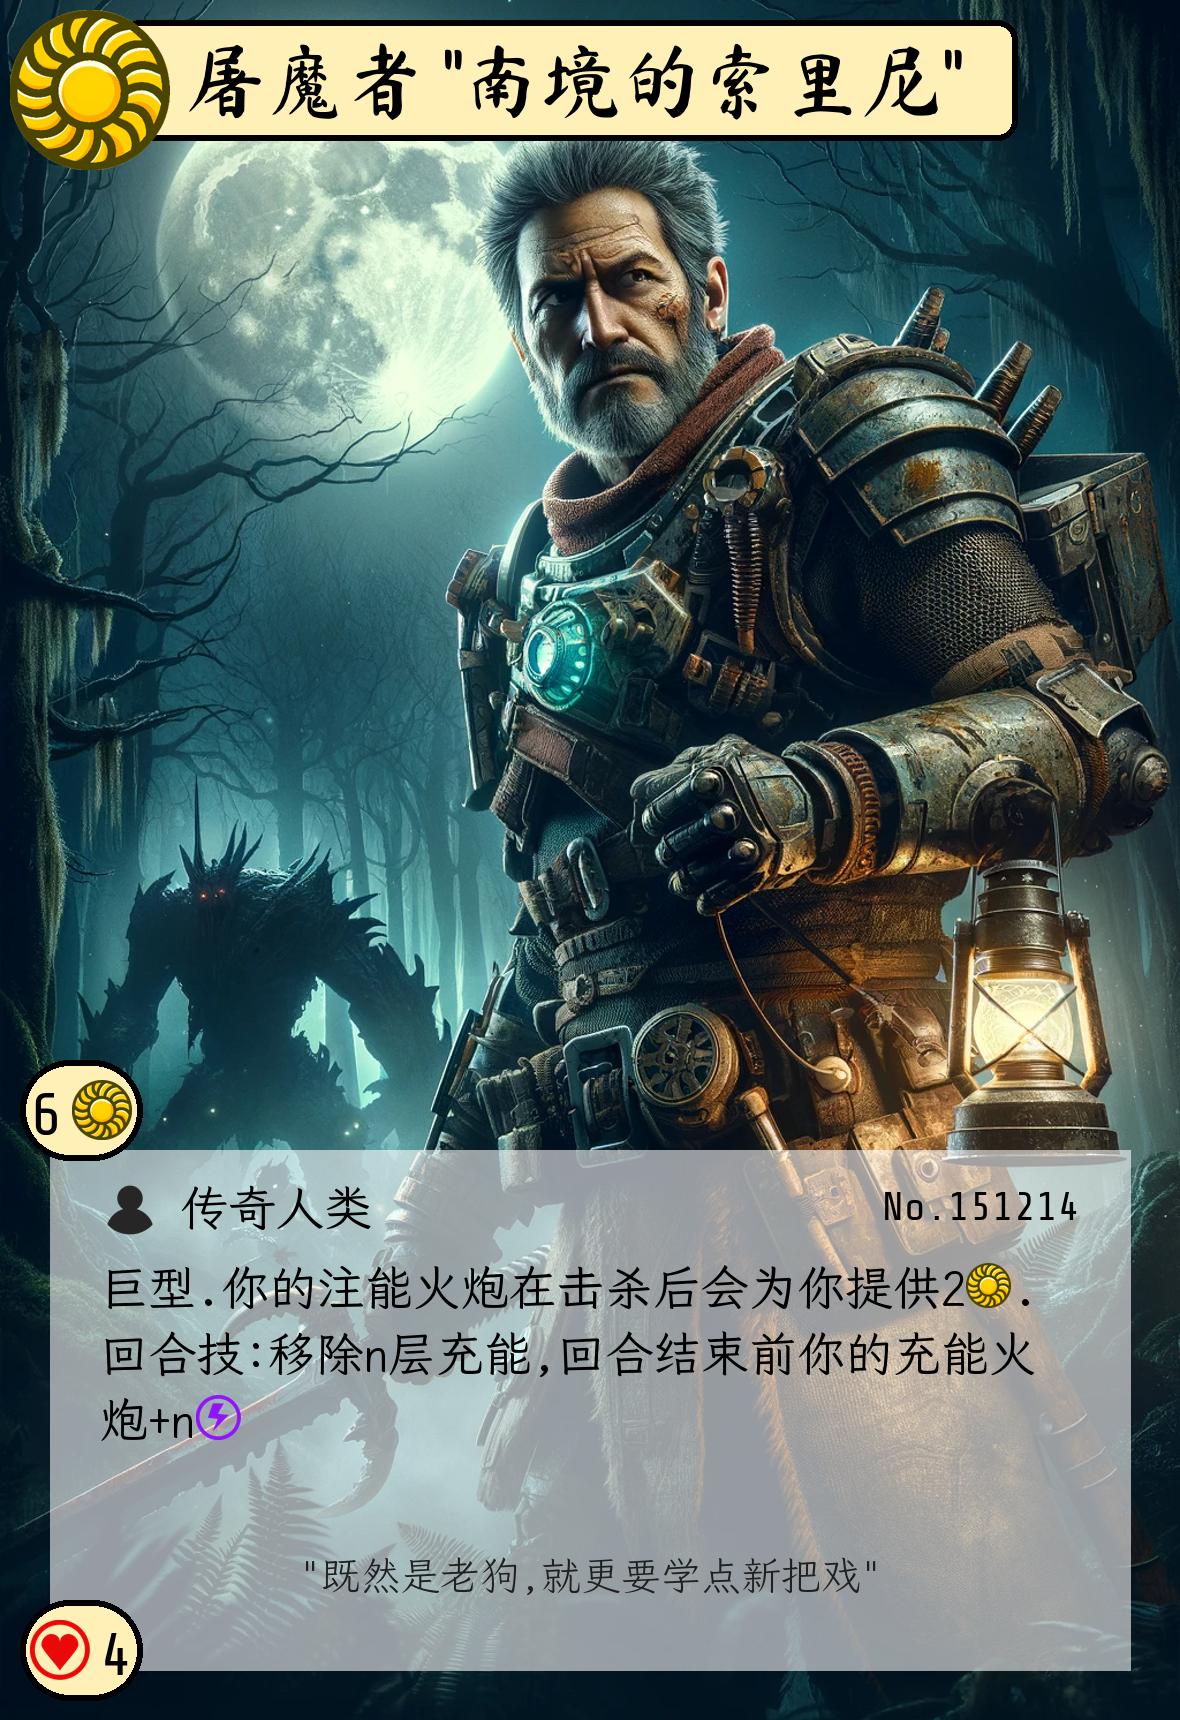 屠魔者"南境的索里尼"
6
传奇人类
No.151214
巨型.你的注能火炮在击杀后会为你提供2.
回合技:移除n层充能,回合结束前你的充能火
炮+n
"既然是老狗,就更要学点新把戏"
4